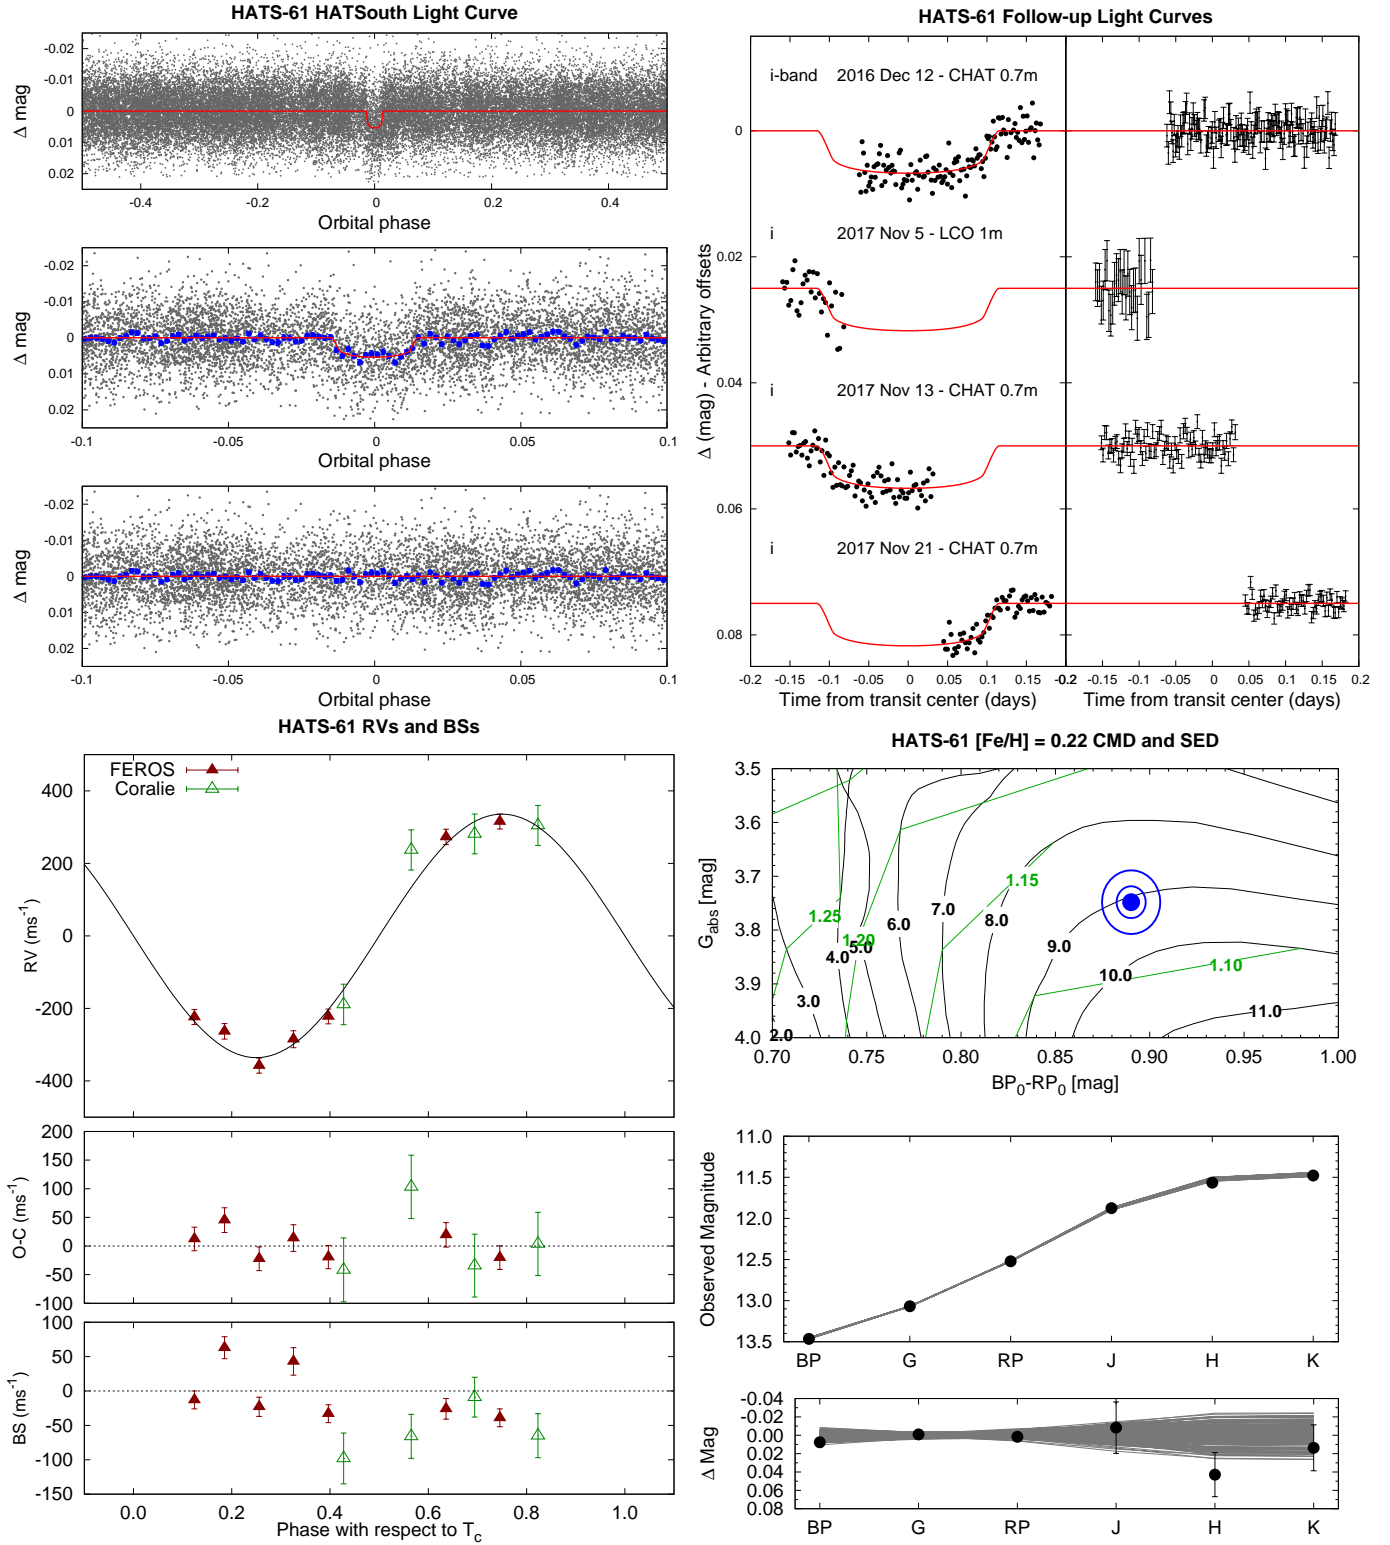 HATS-61 HATSouth Light Curve
-0.02
-0.01
0
0.01
0.02
Δ mag
-0.4 -0.2 0 0.2 0.4
Orbital phase
-0.02
-0.01
0
0.01
0.02
Δ mag
-0.1 -0.05 0 0.05 0.1
Orbital phase
-0.02
-0.01
0
0.01
0.02
Δ mag
-0.1 -0.05 0 0.05 0.1
Orbital phase
HATS-61 Follow-up Light Curves
i-band 2016 Dec 12 - CHAT 0.7m
i 2017 Nov 5 - LCO 1m
i 2017 Nov 13 - CHAT 0.7m
i 2017 Nov 21 - CHAT 0.7m
0
0.02
0.04
0.06
0.08
Δ (mag) - Arbitrary offsets
-0.2 -0.15 -0.1 -0.05 0 0.05 0.1 0.15 -0.2 -0.15 -0.1 -0.05 0 0.05 0.1 0.15 0.2
Time from transit center (days) Time from transit center (days)
HATS-61 RVs and BSs
FEROS
Coralie
400
200
0
-200
-400
RV (ms-1)
200
150
100
50
0
-50
-100
O-C (ms-1)
50
0
-50
-100
-150
BS (ms-1)
0.0 0.2 0.4 0.6 0.8 1.0
Phase with respect to Tc
HATS-61 [Fe/H] = 0.22 CMD and SED
3.5
3.6
3.7
3.8
3.9
4.0
Gabs [mag]
1.15
1.25
7.0
8.0
6.0
1.20
5.0
9.0
4.0
1.10
10.0
3.0
11.0
2.0
0.70 0.75 0.80 0.85 0.90 0.95 1.00
BP0-RP0 [mag]
11.0
11.5
12.0
12.5
13.0
13.5
Observed Magnitude
BP G RP J H K
-0.04
-0.02
0.00
0.02
0.04
0.06
0.08
Δ Mag
BP G RP J H K